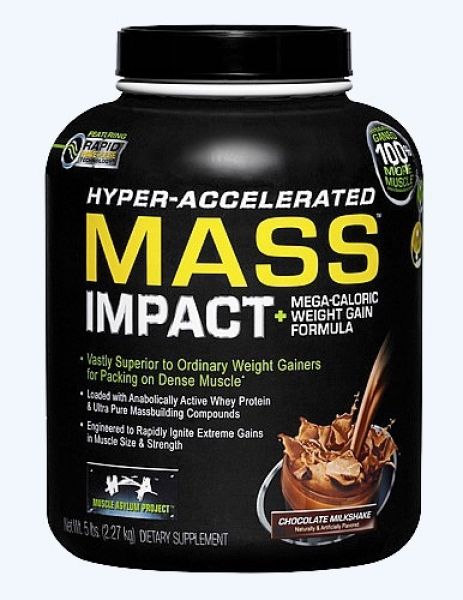 FEATURING
RAPID
TECHNOLOGY
GAINED
100%
MORE
MUSCLE
HYPER-ACCELERATED
MASS™
IMPACT+
MEGA-CALORIC
WEIGHT GAIN
FORMULA
• Vastly Superior to Ordinary Weight Gainers
for Packing on Dense Muscle*
• Loaded with Anabolically Active Whey Protein
& Ultra Pure Massbuilding Compounds
• Engineered to Rapidly Ignite Extreme Gains
in Muscle Size & Strength
MUSCLE ASYLUM PROJECT
CHOCOLATE MILKSHAKE
Naturally & Artificially Flavored
Net Wt. 5 lbs. (2.27 kg) DIETARY SUPPLEMENT